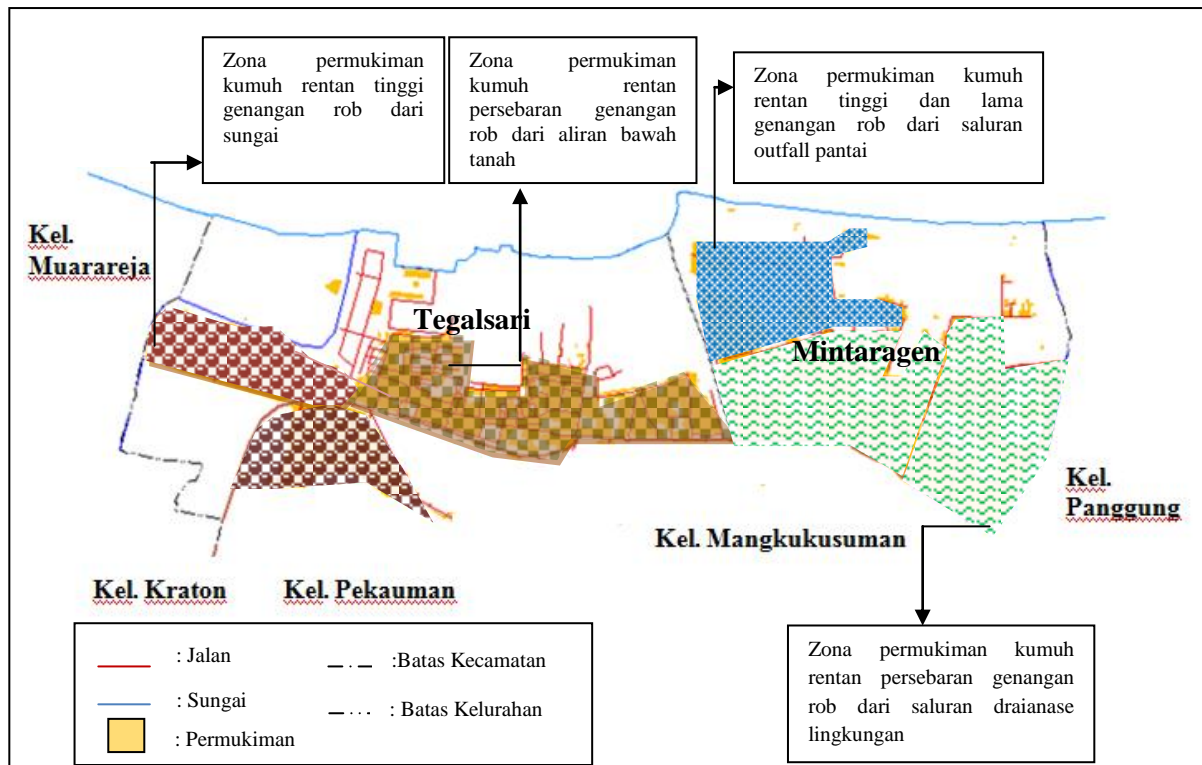 Zona permukiman
kumuh rentan tinggi
genangan rob dari
sungai
Zona permukiman
kumuh rentan
persebaran genangan
rob dari aliran bawah
tanah
Zona permukiman kumuh
rentan tinggi dan lama
genangan rob dari saluran
outfall pantai
Kel.
Muarareja
Tegalsari
Mintaragen
Kel.
Panggung
Kel. Mangkukusuman
Kel. Kraton
Kel. Pekauman
: Jalan
: Sungai
: Permukiman
:Batas Kecamatan
: Batas Kelurahan
Zona permukiman kumuh
rentan persebaran genangan
rob dari saluran draianase
lingkungan